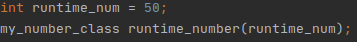 int runtime_num = 50;
my_number_class runtime_number(runtime_num);